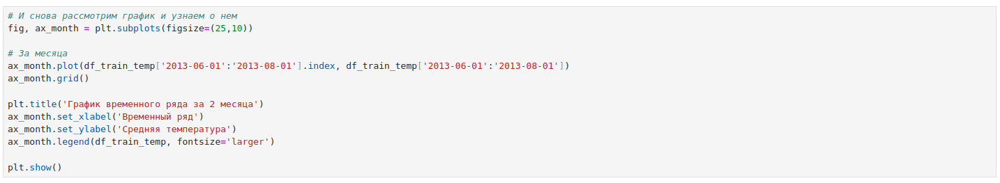 # И снова рассмотрим график и узнаем о нем
fig, ax_month = plt.subplots(figsize=(25,10))
# За месяца
ax_month.plot(df_train_temp['2013-06-01':'2013-08-01'].index, df_train_temp['2013-06-01':'2013-08-01'])
ax_month.grid()
plt.title('График временного ряда за 2 месяца')
ax_month.set_xlabel('Временный ряд')
ax_month.set_ylabel('Средняя температура')
ax_month.legend(df_train_temp, fontsize='larger')
plt.show()